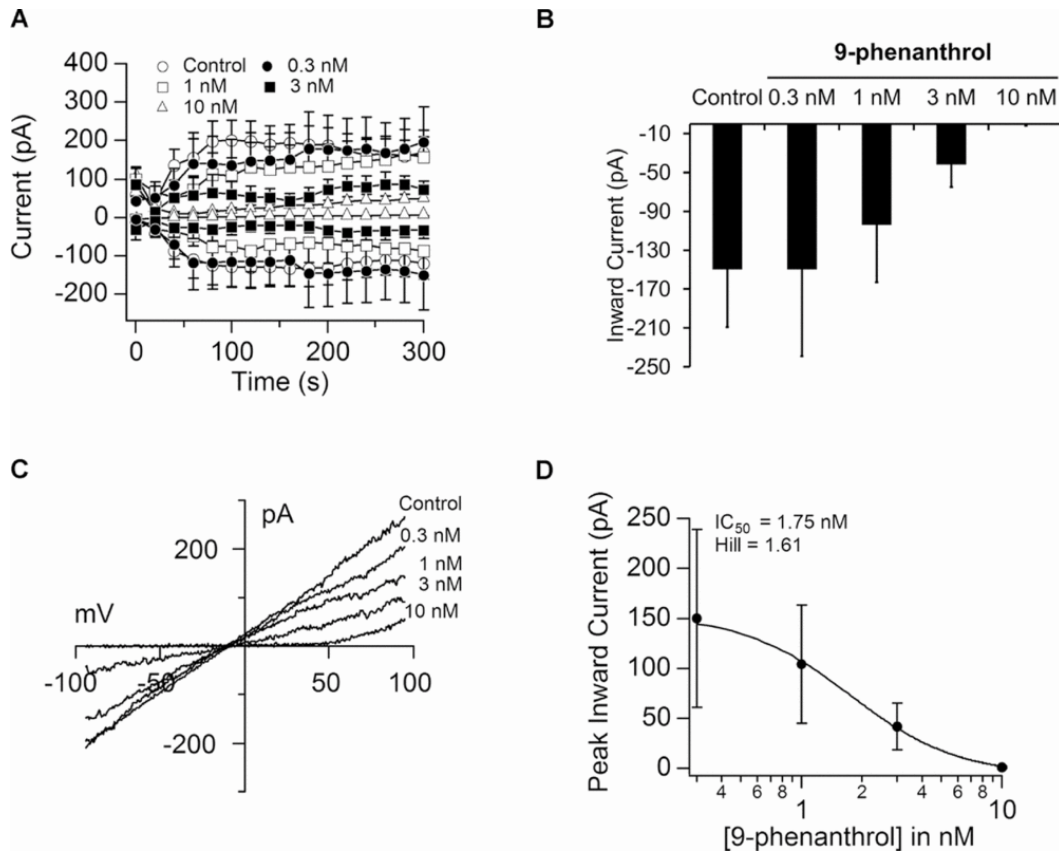 A
400
300
200
100
0
-100
-200
Current (pA)
○ Control ● 0.3 nM
□ 1 nM ■ 3 nM
△ 10 nM
0 100 200 300
Time (s)
B
9-phenanthrol
Control 0.3 nM 1 nM 3 nM 10 nM
-10
-50
-90
-130
-170
-210
-250
Inward Current (pA)
C
pA
mV
200
-200
-100 -50 50 100
Control
0.3 nM
1 nM
3 nM
10 nM
D
IC50 = 1.75 nM
Hill = 1.61
250
200
150
100
50
0
Peak Inward Current (pA)
4 6 8 1 2 4 6 8 10
[9-phenanthrol] in nM